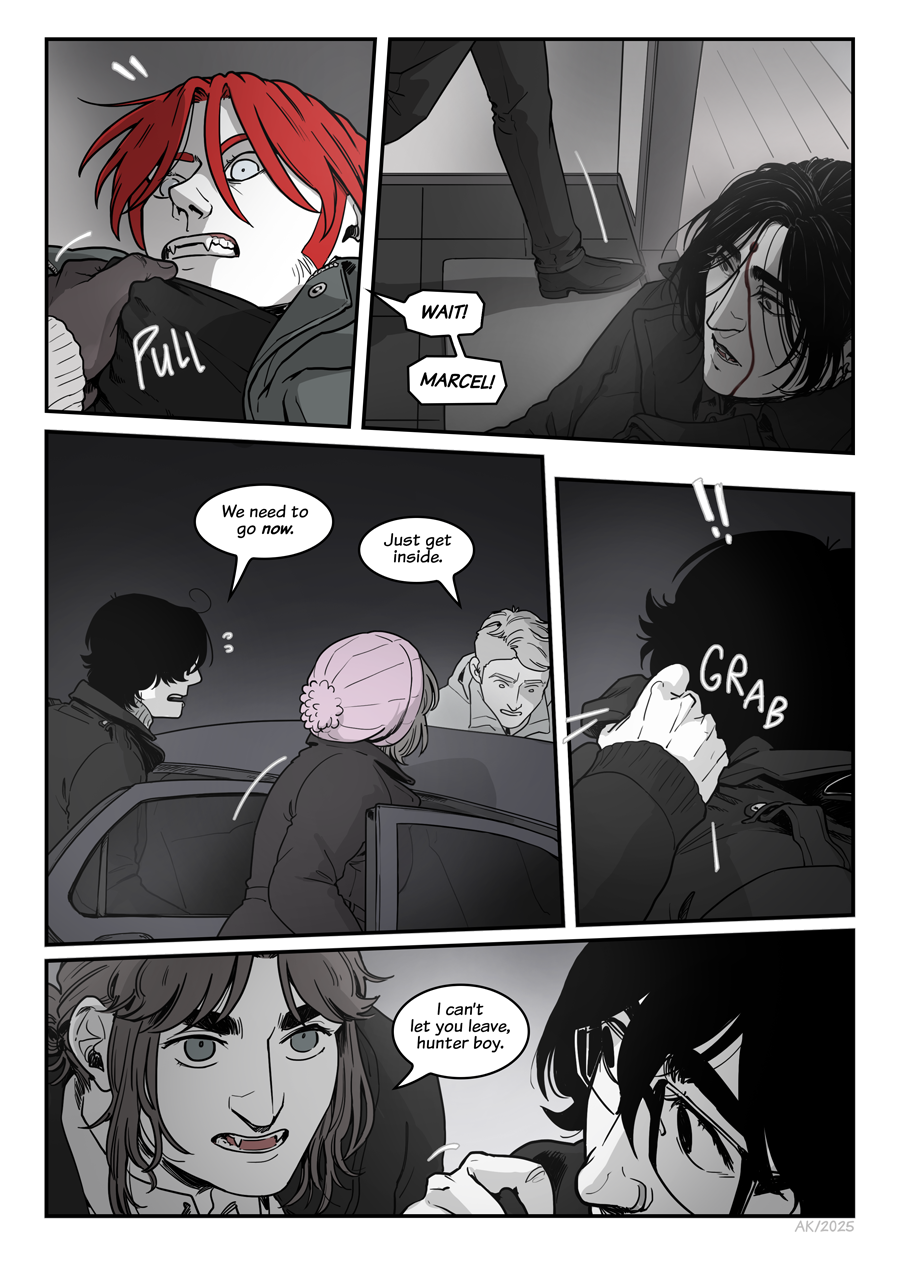 PULL
WAIT!
MARCEL!
We need to
go now.
Just get
inside.
!!
GRAB
I can't
let you leave,
hunter boy.
AK/2025